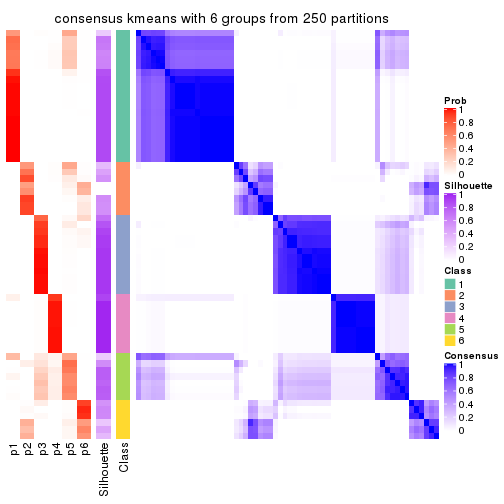 consensus kmeans with 6 groups from 250 partitions
Prob
1
0.8
0.6
0.4
0.2
0
Silhouette
1
0.8
0.6
0.4
0.2
0
Class
1
2
3
4
5
6
Consensus
1
0.8
0.6
0.4
0.2
0
p1
p2
p3
p4
p5
p6
Silhouette
Class